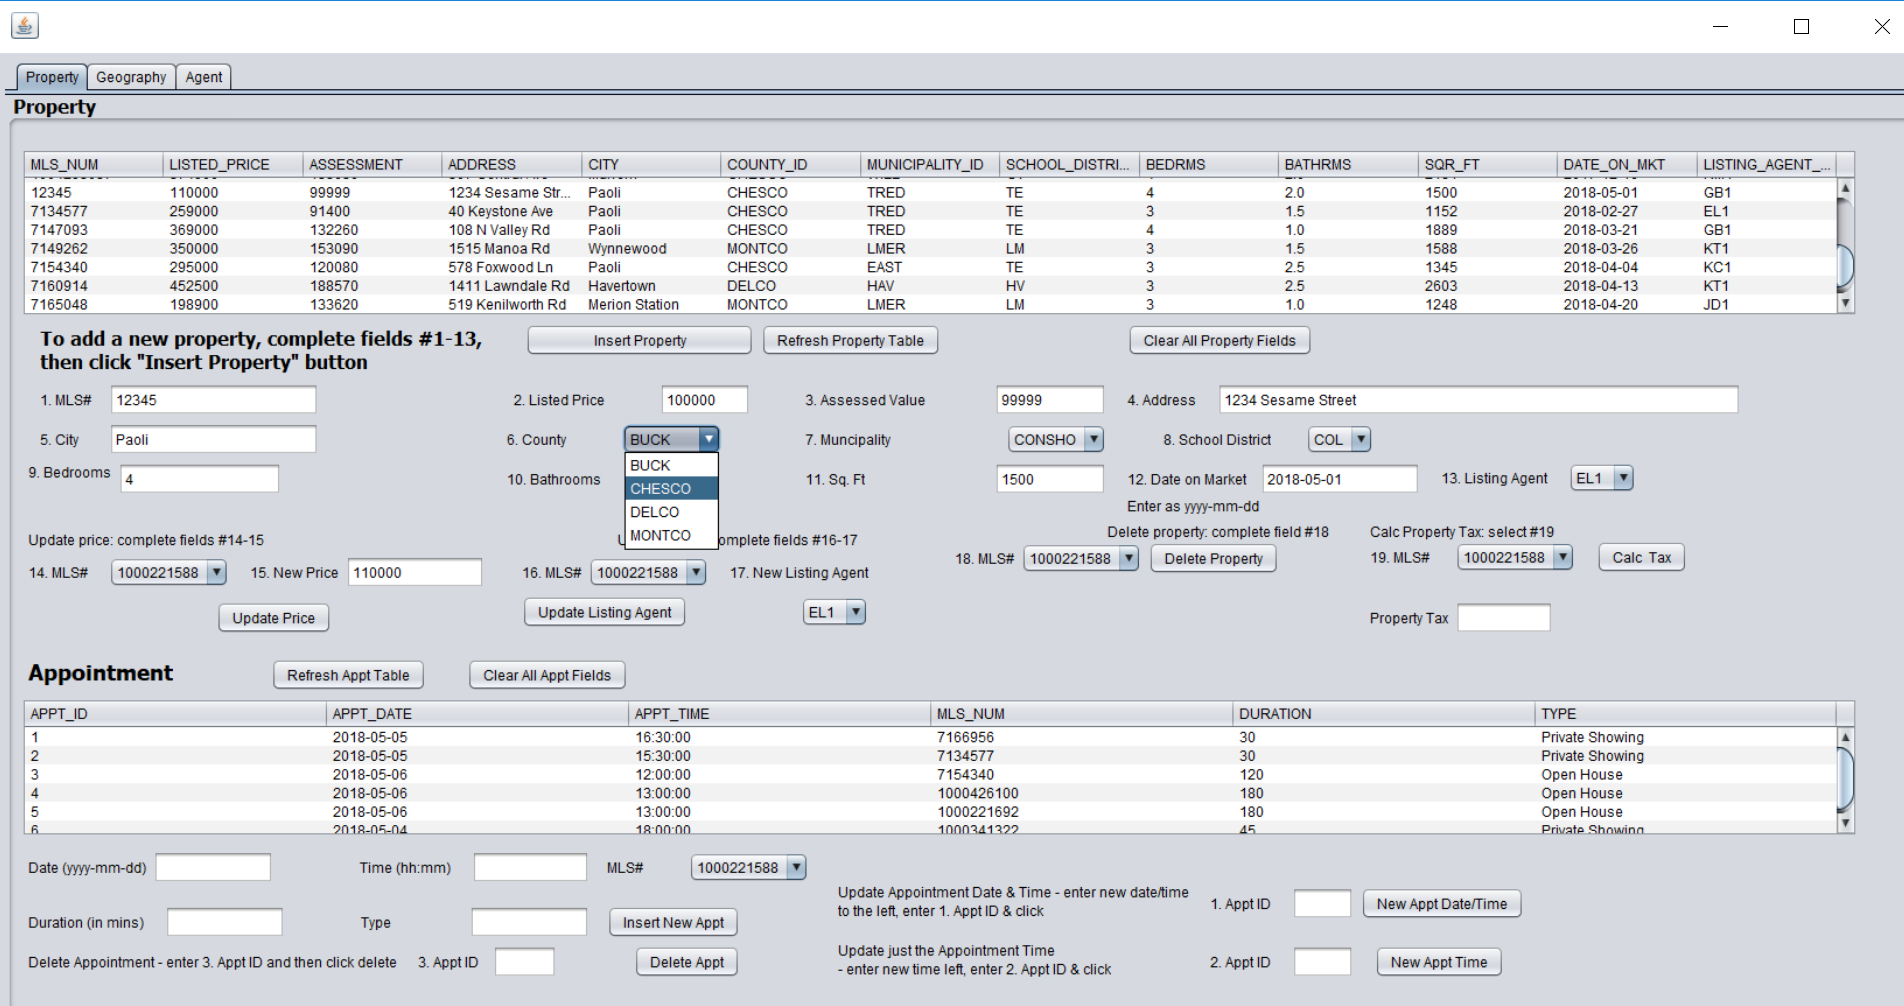 Property Geography Agent
Property
MLS_NUM LISTED_PRICE ASSESSMENT ADDRESS CITY COUNTY_ID MUNICIPALITY_ID SCHOOL_DISTRI... BEDRMS BATHRMS SQR_FT DATE_ON_MKT LISTING_AGENT_...
12345 110000 99999 1234 Sesame Str... Paoli CHESCO TRED TE 4 2.0 1500 2018-05-01 GB1
7134577 259000 91400 40 Keystone Ave Paoli CHESCO TRED TE 3 1.5 1152 2018-02-27 EL1
7147093 369000 132260 108 N Valley Rd Paoli CHESCO TRED TE 4 1.0 1889 2018-03-21 GB1
7149262 350000 153090 1515 Manoa Rd Wynnewood MONTCO LMER LM 3 1.5 1588 2018-03-26 KT1
7154340 295000 120080 578 Foxwood Ln Paoli CHESCO EAST TE 3 2.5 1345 2018-04-04 KC1
7160914 452500 188570 1411 Lawndale Rd Havertown DELCO HAV HV 3 2.5 2603 2018-04-13 KT1
7165048 198900 133620 519 Kenilworth Rd Merion Station MONTCO LMER LM 3 1.0 1248 2018-04-20 JD1
To add a new property, complete fields #1-13,
then click "Insert Property" button
Insert Property Refresh Property Table Clear All Property Fields
1. MLS# 12345 2. Listed Price 100000 3. Assessed Value 99999 4. Address 1234 Sesame Street
5. City Paoli 6. County BUCK 7. Muncipality CONSHO 8. School District COL
BUCK
CHESCO
DELCO
MONTCO
9. Bedrooms 4 10. Bathrooms 11. Sq. Ft 1500 12. Date on Market 2018-05-01 13. Listing Agent EL1
Enter as yyyy-mm-dd
Update price: complete fields #14-15 omplete fields #16-17 Delete property: complete field #18 Calc Property Tax: select #19
14. MLS# 1000221588 15. New Price 110000 16. MLS# 1000221588 17. New Listing Agent 18. MLS# 1000221588 Delete Property 19. MLS# 1000221588 Calc Tax
Update Price Update Listing Agent EL1 Property Tax
Appointment Refresh Appt Table Clear All Appt Fields
APPT_ID APPT_DATE APPT_TIME MLS_NUM DURATION TYPE
1 2018-05-05 16:30:00 7166956 30 Private Showing
2 2018-05-05 15:30:00 7134577 30 Private Showing
3 2018-05-06 12:00:00 7154340 120 Open House
4 2018-05-06 13:00:00 1000426100 180 Open House
5 2018-05-06 13:00:00 1000221692 180 Open House
6 2018-05-04 18:00:00 1000341322 45 Private Showing
Date (yyyy-mm-dd) Time (hh:mm) MLS# 1000221588
Update Appointment Date & Time - enter new date/time
to the left, enter 1. Appt ID & click
1. Appt ID New Appt Date/Time
Duration (in mins) Type Insert New Appt
Update just the Appointment Time
- enter new time left, enter 2. Appt ID & click
2. Appt ID New Appt Time
Delete Appointment - enter 3. Appt ID and then click delete 3. Appt ID Delete Appt